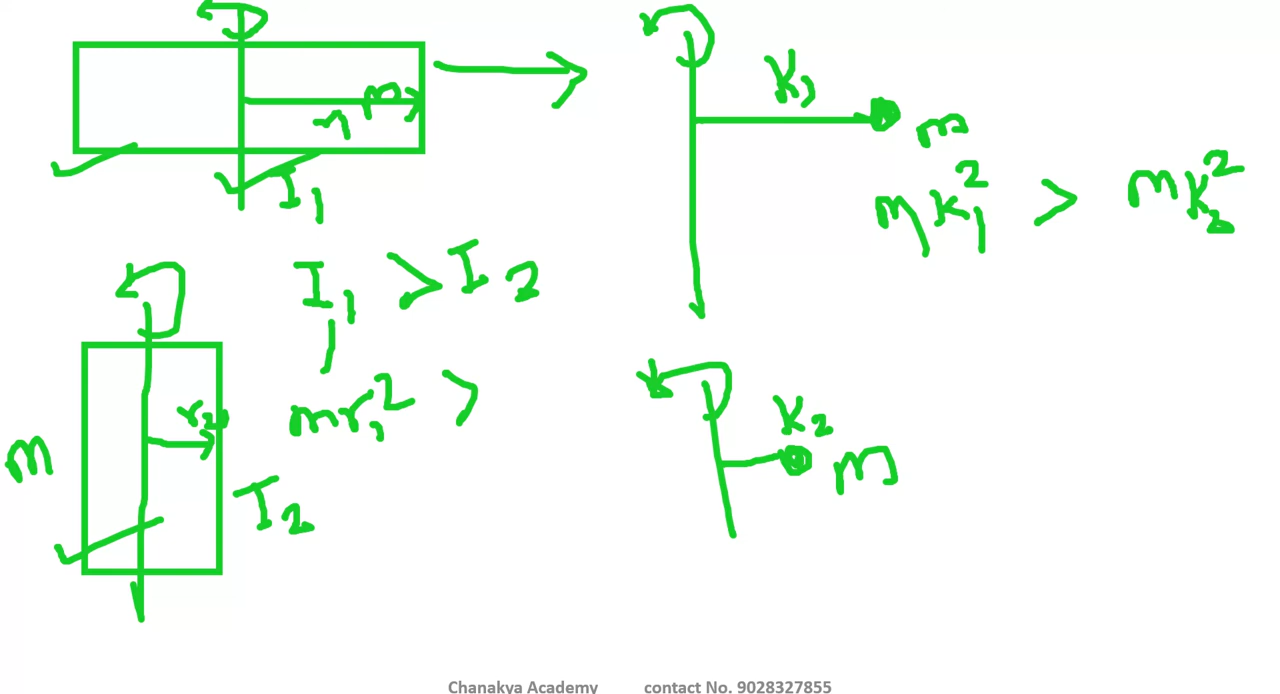 m
r₁
I₁
K₁
m
mK₁² > mK₂²
I₁ > I₂
mr₁² >
r₂
m
I₂
K₂
m
Chanakya Academy contact No. 9028327855